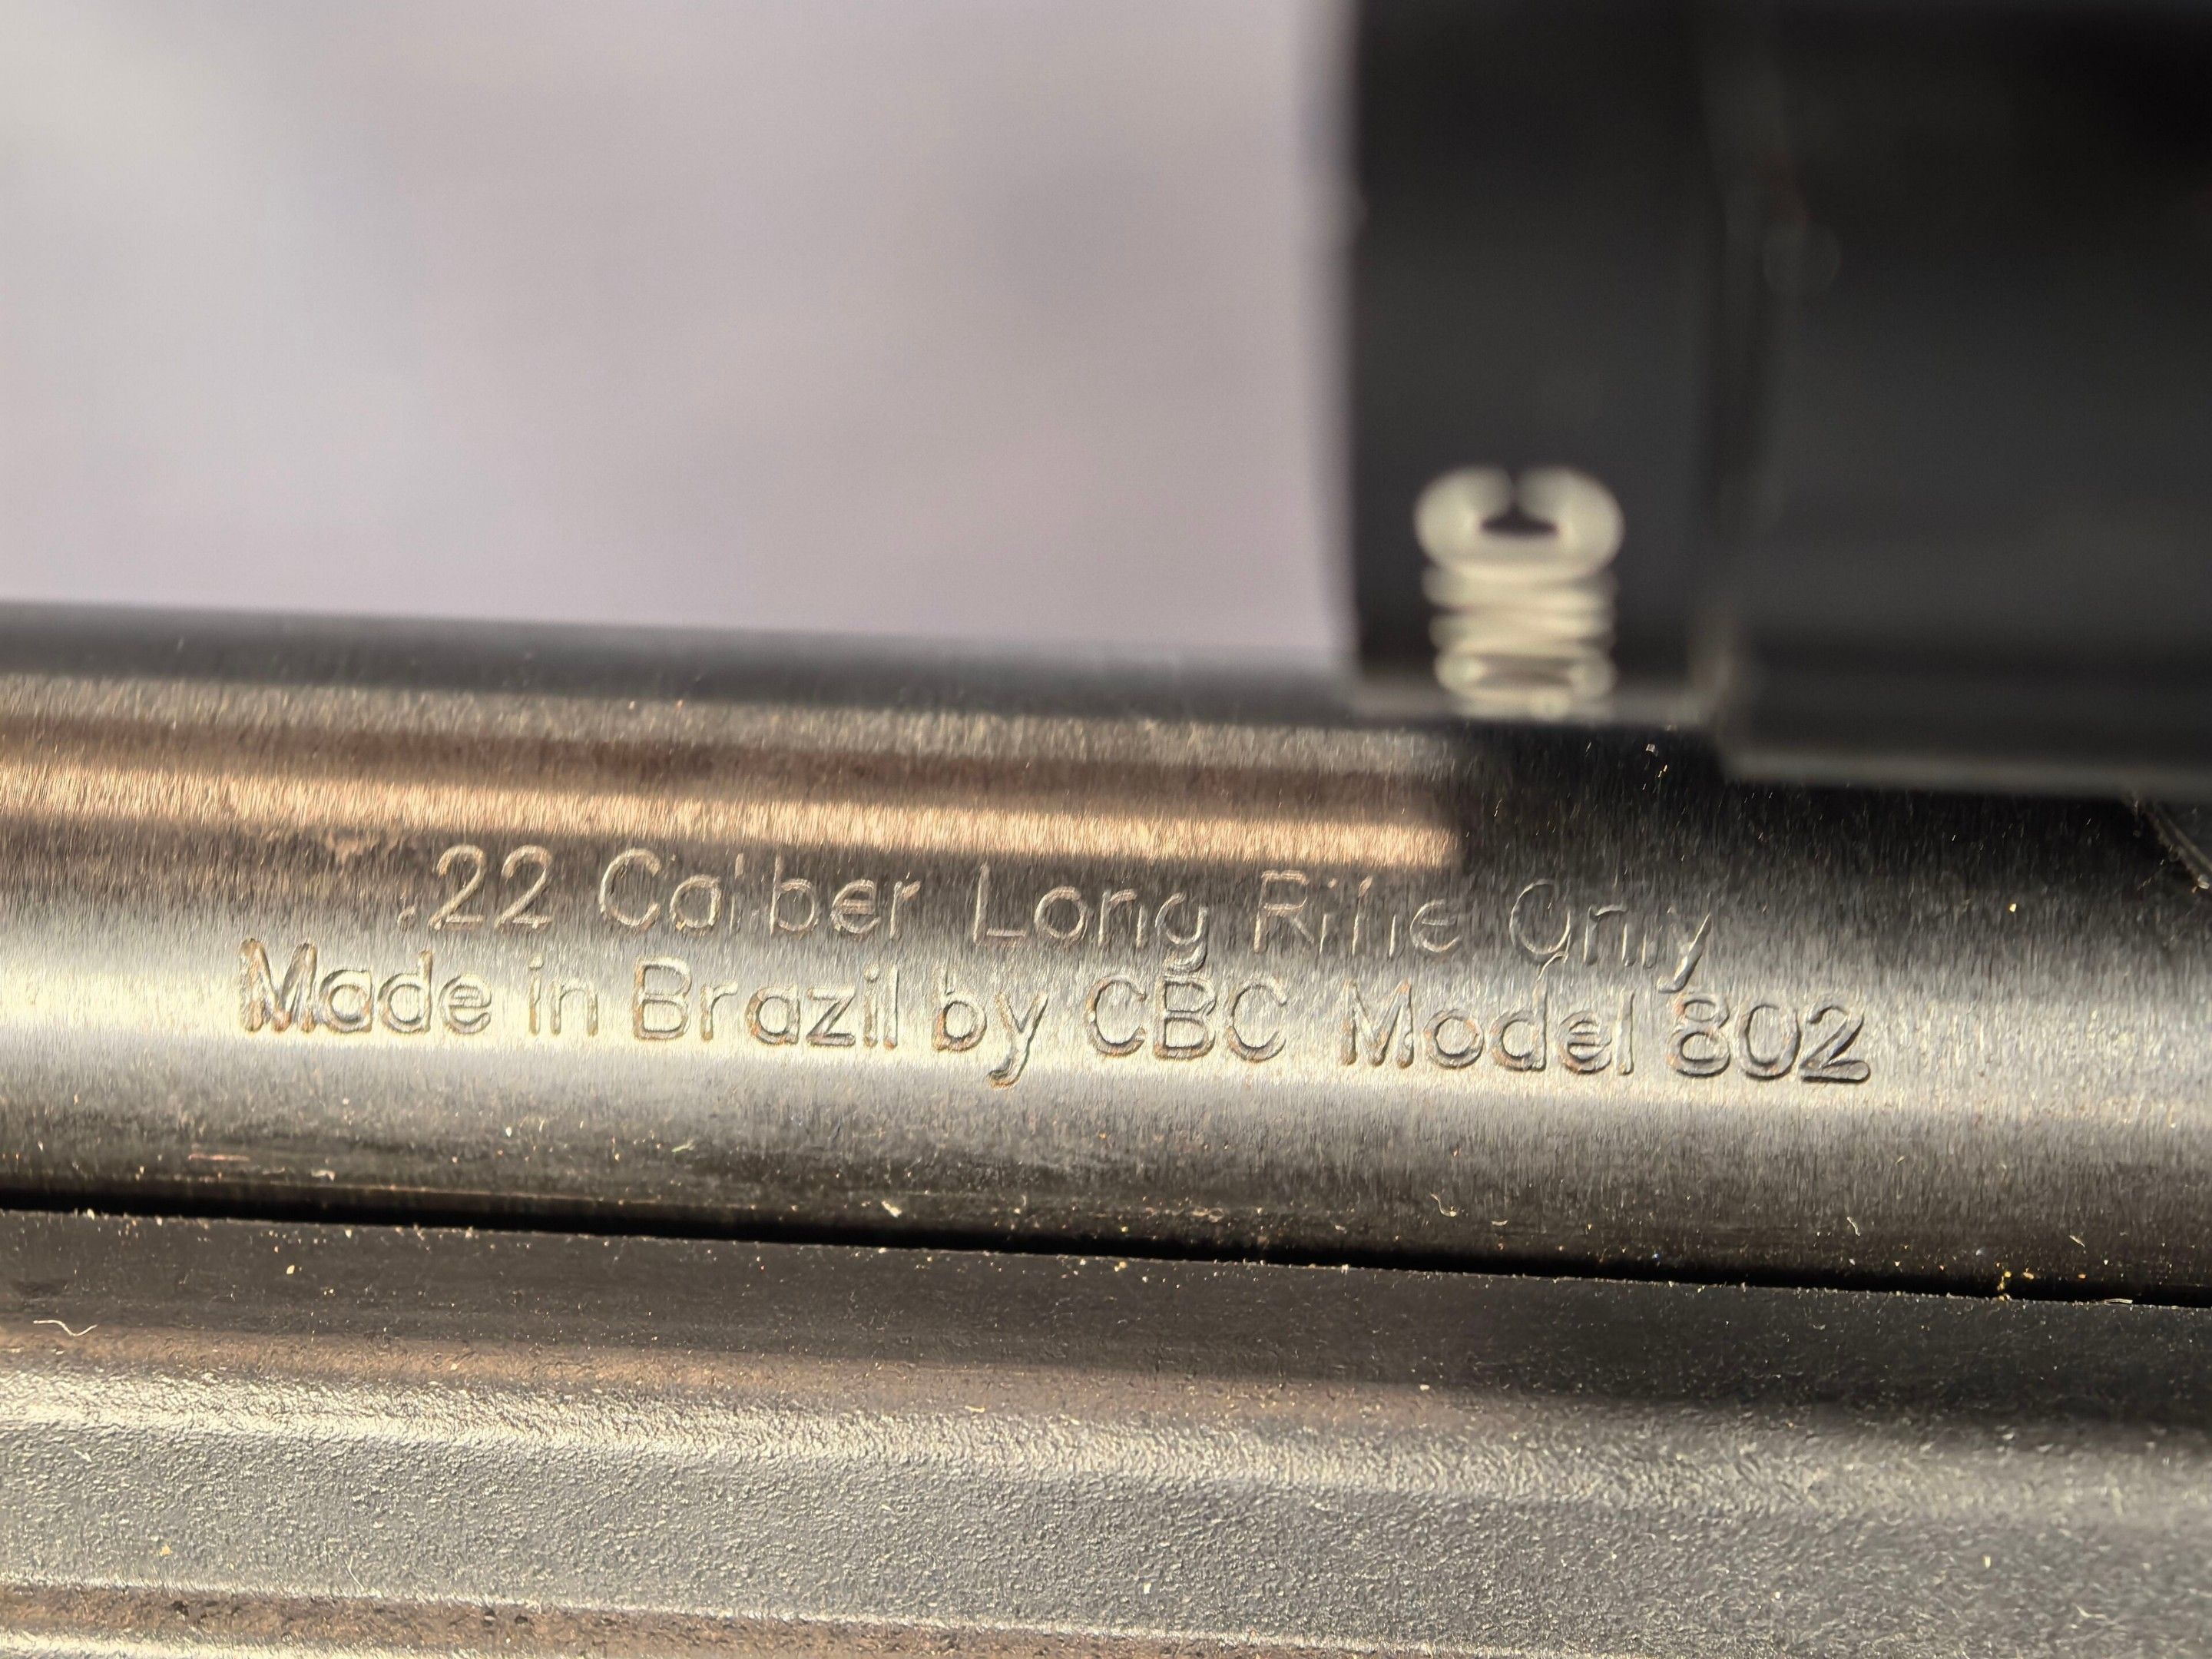 .22 Caliber Long Rifle Only
Made in Brazil by CBC Model 802